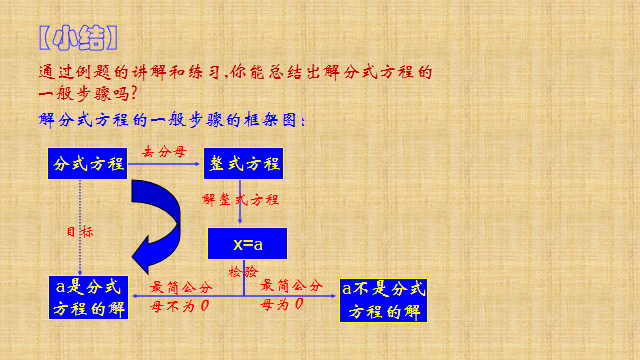 【小结】
通过例题的讲解和练习,你能总结出解分式方程的
一般步骤吗?
解分式方程的一般步骤的框架图:
分式方程
去分母
整式方程
解整式方程
目标
x=a
检验
a是分式
方程的解
最简公分
母不为0
最简公分
母为0
a不是分式
方程的解